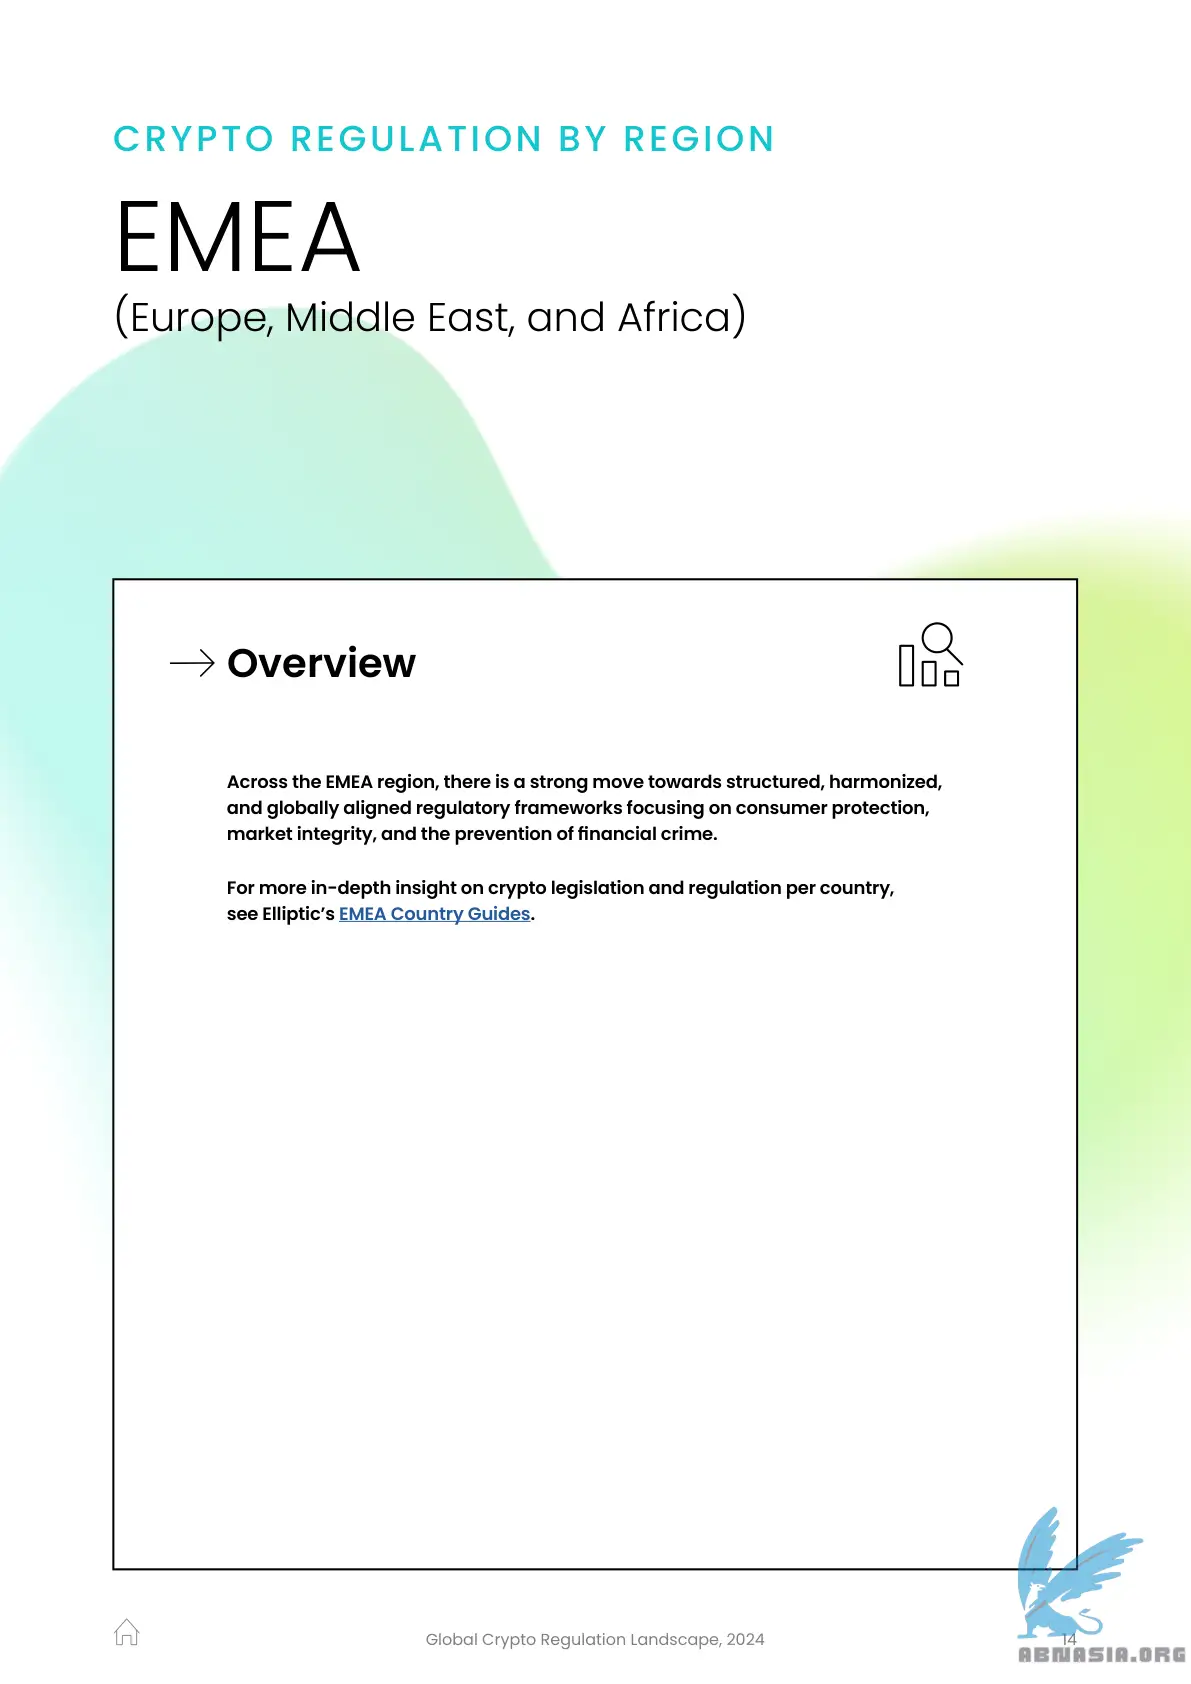 CRYPTO REGULATION BY REGION
EMEA
(Europe, Middle East, and Africa)
Overview
Across the EMEA region, there is a strong move towards structured, harmonized,
and globally aligned regulatory frameworks focusing on consumer protection,
market integrity, and the prevention of financial crime.
For more in-depth insight on crypto legislation and regulation per country,
see Elliptic’s EMEA Country Guides.
Global Crypto Regulation Landscape, 2024
14
ABNASIA.ORG